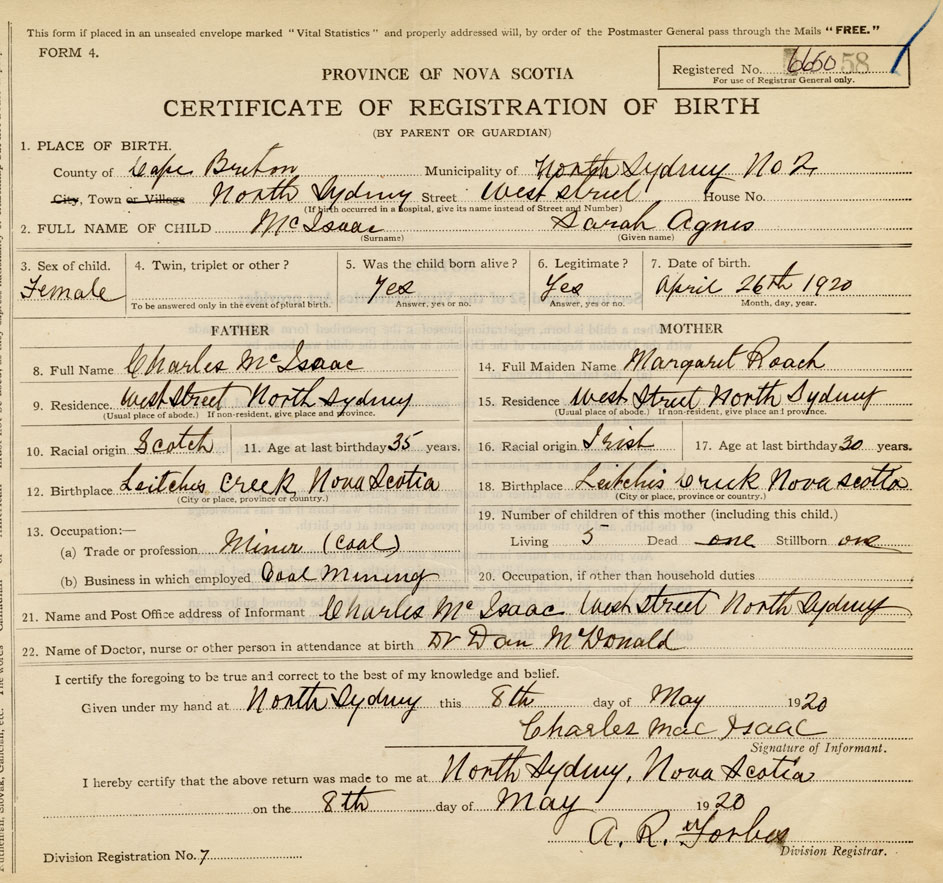 This form if placed in an unsealed envelope marked "Vital Statistics" and properly addressed will, by order of the Postmaster General pass through the Mails "FREE."
FORM 4.
Registered No. 58
For use of Registrar General only.
PROVINCE OF NOVA SCOTIA
CERTIFICATE OF REGISTRATION OF BIRTH
(BY PARENT OR GUARDIAN)
1. PLACE OF BIRTH.
County of Cape Breton Municipality of North Sydney No 2
City, Town or Village North Sydney Street West Street House No.
(If birth occurred in a hospital, give its name instead of Street and Number)
2. FULL NAME OF CHILD McIsaac Sarah Agnes
(Surname) (Given name)
3. Sex of child. 4. Twin, triplet or other? 5. Was the child born alive? 6. Legitimate? 7. Date of birth.
Female Yes Yes April 26th 1920
To be answered only in the event of plural birth. Answer, yes or no. Answer, yes or no. Month, day, year.
FATHER MOTHER
8. Full Name Charles McIsaac 14. Full Maiden Name Margaret Roach
9. Residence. West Street North Sydney 15. Residence West Street North Sydney
(Usual place of abode.) If non-resident, give place and province. (Usual place of abode.) If non-resident, give place and province.
10. Racial origin Scotch 11. Age at last birthday 35 years. 16. Racial origin Irish 17. Age at last birthday 30 years.
12. Birthplace Leitches Creek Nova Scotia 18. Birthplace Leitchis Creek Nova scotia
(City or place, province or country.) (City or place, province or country.)
13. Occupation:— 19. Number of children of this mother (including this child.)
(a) Trade or profession Miner (Coal) Living 5 Dead one Stillborn one
(b) Business in which employed Coal Mining 20. Occupation, if other than household duties
21. Name and Post Office address of Informant Charles McIsaac West Street North Sydney
22. Name of Doctor, nurse or other person in attendance at birth Dr Dan McDonald
I certify the foregoing to be true and correct to the best of my knowledge and belief.
Given under my hand at North Sydney this 8th day of May 1920
Charles Mac Isaac
Signature of Informant.
I hereby certify that the above return was made to me at North Sydney, Nova Scotia
on the 8th day of May 1920
A. R. Forbes
Division Registrar.
Division Registration No. 7